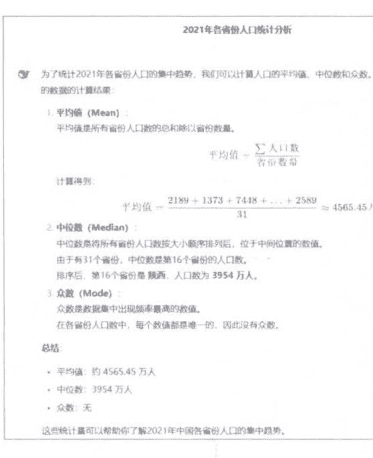 2021年各省份人口统计分析
为了统计2021年各省份人口的集中趋势，我们可以计算人口的平均值、中位数和众数。
的数据的计算结果：
1. 平均值（Mean）：
平均值是所有省份人口数的总和除以省份数量。
平均值 = ∑人口数 / 省份数量
计算得到：
平均值 = 2189 + 1373 + 7448 + ... + 2589 / 31 ≈ 4565.45
2. 中位数（Median）：
中位数是将所有省份人口数按大小顺序排列后，位于中间位置的数值。
由于有31个省份，中位数是第16个省份的人口数。
排序后，第16个省份是陕西，人口数为 3954 万人。
3. 众数（Mode）：
众数是数据集中出现频率最高的数值。
在各省份人口数中，每个数值都是唯一的，因此没有众数。
总结：
• 平均值：约 4565.45 万人
• 中位数：3954 万人
• 众数：无
这些统计量可以帮助你了解2021年中国各省份人口的集中趋势。